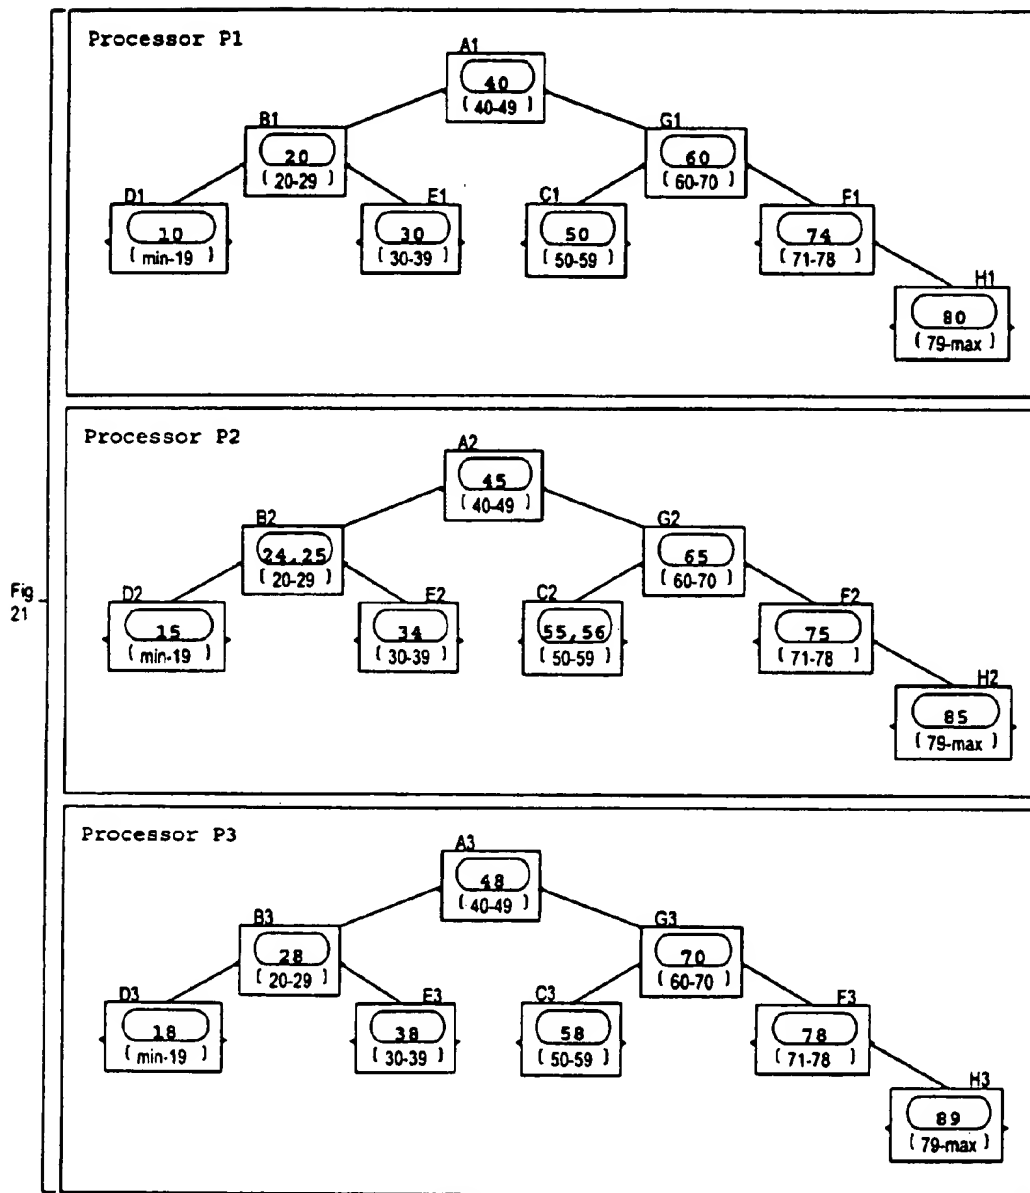 Processor P1
A1
40
( 40-49 )
B1
20
( 20-29 )
G1
60
( 60-70 )
D1
10
( min-19 )
E1
30
( 30-39 )
C1
50
( 50-59 )
F1
74
( 71-78 )
H1
80
( 79-max )
Processor P2
A2
45
( 40-49 )
B2
24,25
( 20-29 )
G2
65
( 60-70 )
Fig
21
D2
15
( min-19 )
E2
34
( 30-39 )
C2
55,56
( 50-59 )
F2
75
( 71-78 )
H2
85
( 79-max )
Processor P3
A3
48
( 40-49 )
B3
28
( 20-29 )
G3
70
( 60-70 )
D3
18
( min-19 )
E3
38
( 30-39 )
C3
58
( 50-59 )
F3
78
( 71-78 )
H3
89
( 79-max )